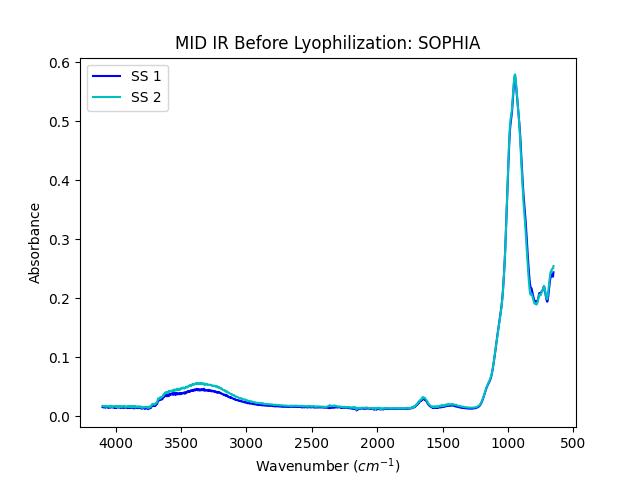 MID IR Before Lyophilization: SOPHIA
SS 1
SS 2
Absorbance
0.6
0.5
0.4
0.3
0.2
0.1
0.0
4000 3500 3000 2500 2000 1500 1000 500
Wavenumber (cm⁻¹)